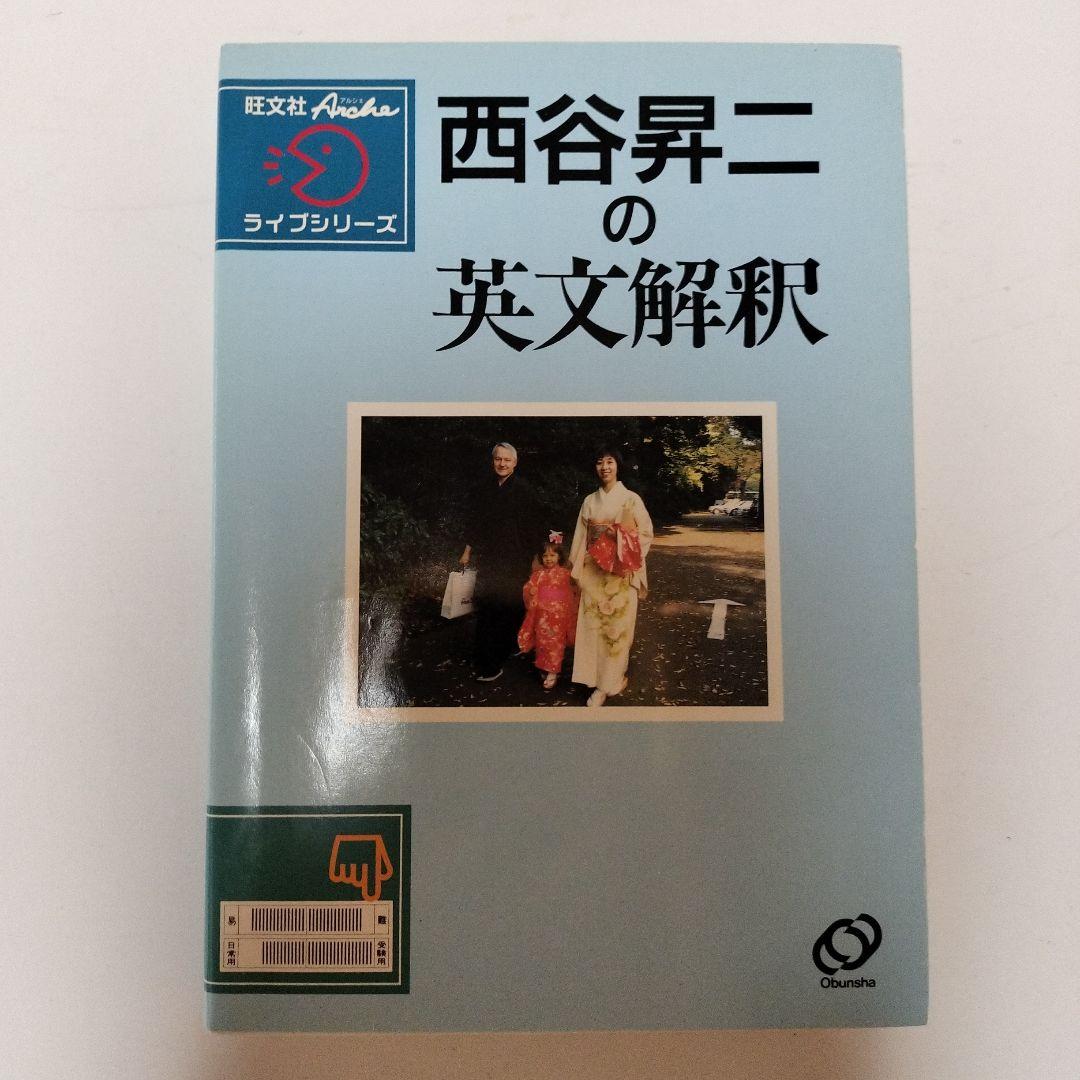 旺文社 Arche
アルシェ
ライブシリーズ
西谷昇二
の
英文解釈
易 難
日常用 受験用
Obunsha